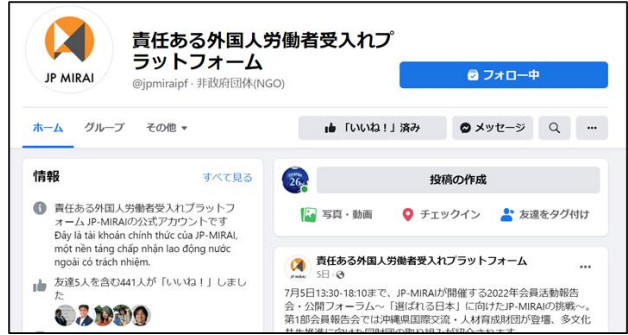 JP MIRAI
責任ある外国人労働者受入れプ
ラットフォーム
@jpmiraipf · 非政府団体(NGO)
フォロー中
ホーム グループ その他
「いいね！」済み メッセージ
情報 すべて見る
責任ある外国人労働者受入れプラットフ
ォーム JP-MIRAIの公式アカウントです
Đây là tài khoản chính thức của JP-MIRAI,
một nền tảng chấp nhận lao động nước
ngoài có trách nhiệm.
友達5人を含む441人が「いいね！」しまし
た
26
投稿の作成
写真・動画 チェックイン 友達をタグ付け
責任ある外国人労働者受入れプラットフォーム
5日
7月5日13:30-18:10まで、JP-MIRAIが開催する2022年会員活動報告
会・公開フォーラム～「選ばれる日本」に向けたJP-MIRAIの挑戦～。
第1部会員報告会では沖縄県国際交流・人材育成財団が登壇、多文化